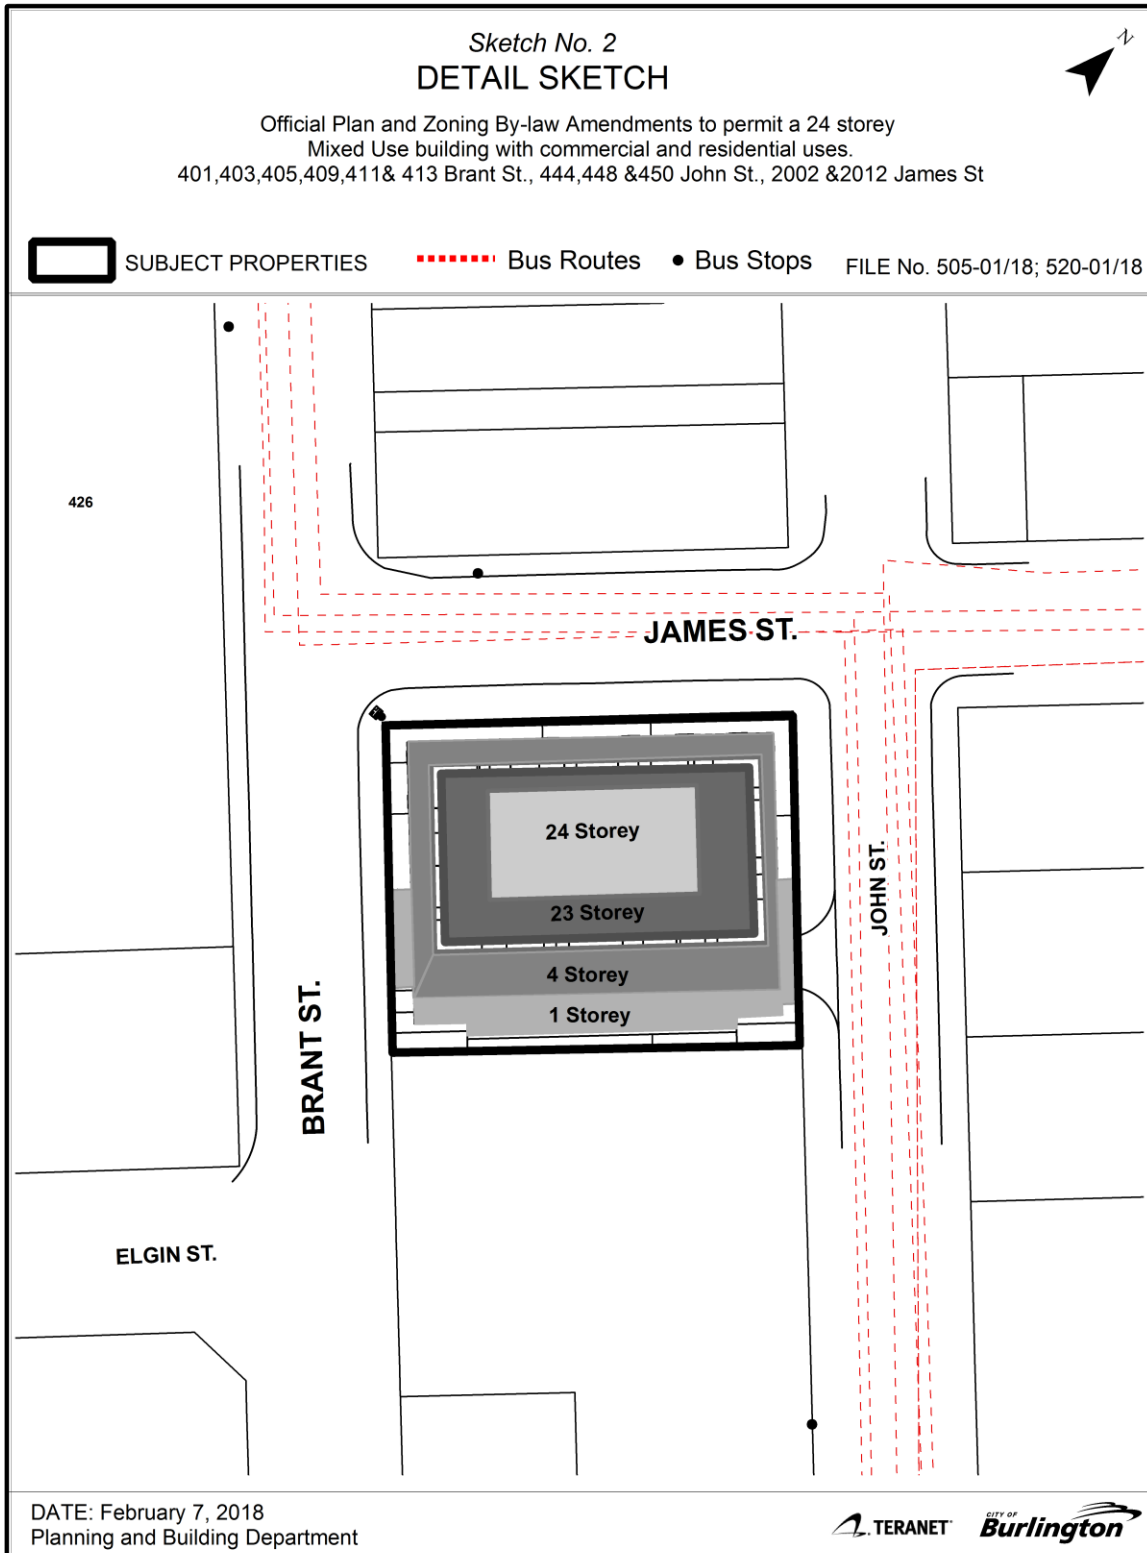 N
Sketch No. 2
DETAIL SKETCH
Official Plan and Zoning By-law Amendments to permit a 24 storey
Mixed Use building with commercial and residential uses.
401,403,405,409,411& 413 Brant St., 444,448 &450 John St., 2002 &2012 James St
SUBJECT PROPERTIES
Bus Routes
Bus Stops
FILE No. 505-01/18; 520-01/18
426
JAMES ST.
24 Storey
23 Storey
4 Storey
1 Storey
JOHN ST.
BRANT ST.
ELGIN ST.
DATE: February 7, 2018
Planning and Building Department
TERANET
CITY OF
Burlington